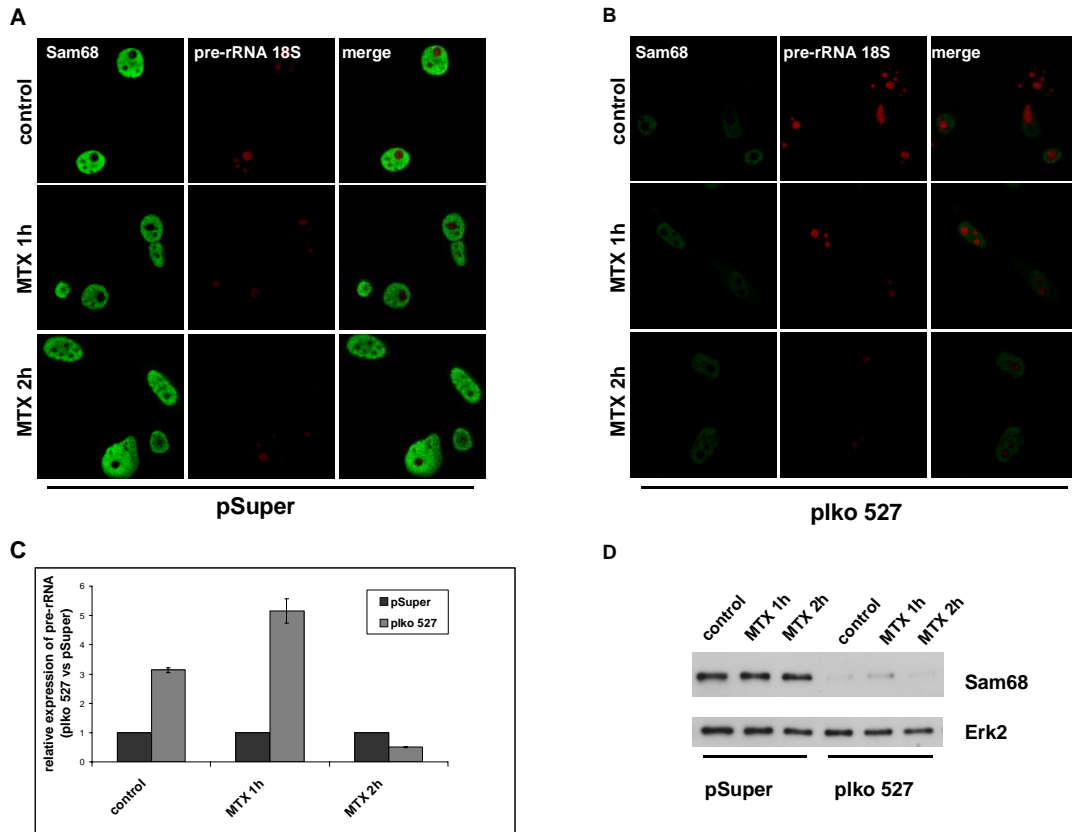 A
Sam68 pre-rRNA 18S merge
control
MTX 1h
MTX 2h
pSuper
B
Sam68 pre-rRNA 18S merge
control
MTX 1h
MTX 2h
plko 527
C
relative expression of pre-rRNA
(plko 527 vs pSuper)
6
5
4
3
2
1
0
pSuper
plko 527
control
MTX 1h
MTX 2h
D
control MTX 1h MTX 2h control MTX 1h MTX 2h
Sam68
Erk2
pSuper plko 527